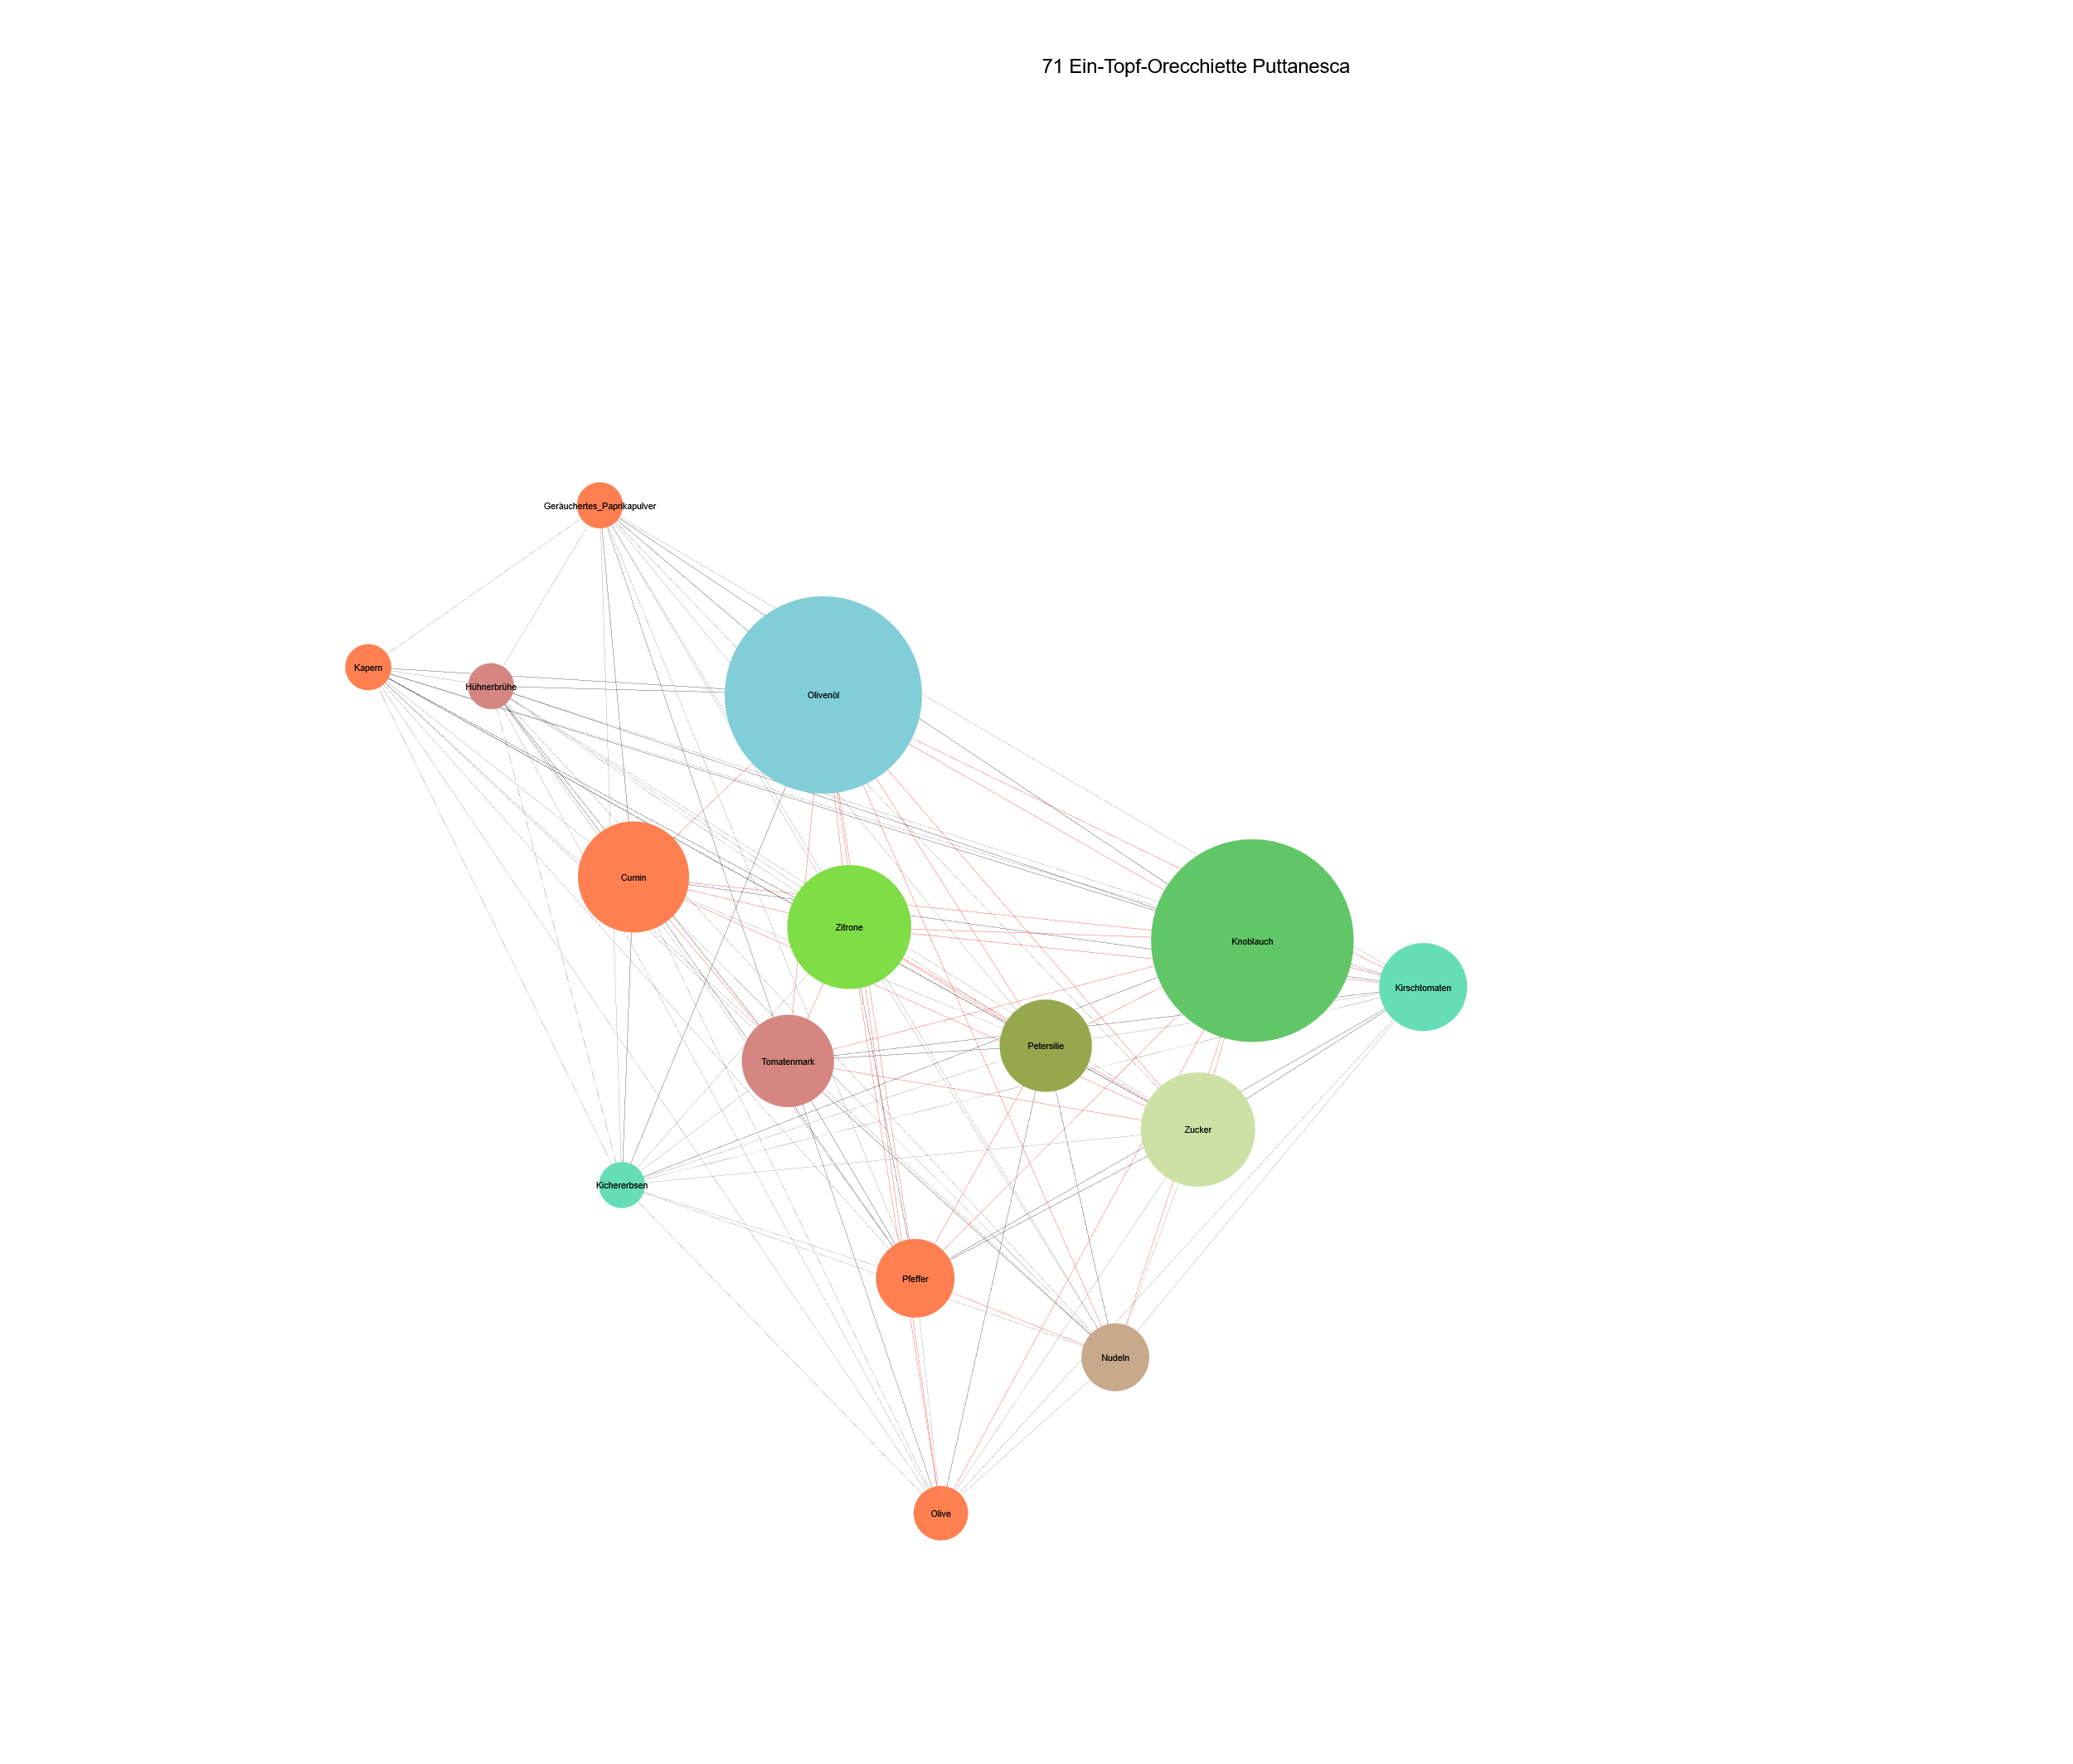 71 Ein-Topf-Orecchiette Puttanesca
Geräuchertes_Paprikapulver
Kapern
Hühnerbrühe
Olivenöl
Cumin
Zitrone
Knoblauch
Kirschtomaten
Petersilie
Tomatenmark
Zucker
Kichererbsen
Pfeffer
Nudeln
Olive